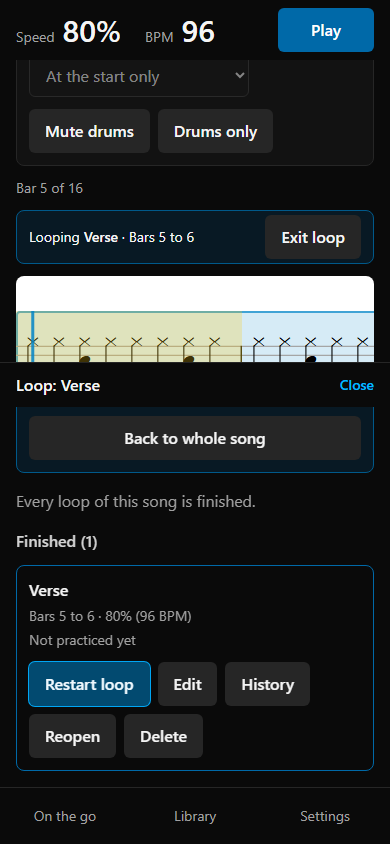 Speed 80% BPM 96 Play
At the start only
Mute drums Drums only
Bar 5 of 16
Looping Verse · Bars 5 to 6 Exit loop
Loop: Verse Close
Back to whole song
Every loop of this song is finished.
Finished (1)
Verse
Bars 5 to 6 · 80% (96 BPM)
Not practiced yet
Restart loop Edit History
Reopen Delete
On the go Library Settings